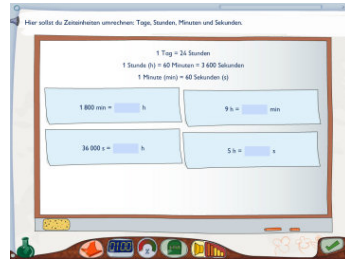 Hier sollst du Zeiteinheiten umrechnen: Tage, Stunden, Minuten und Sekunden.
1 Tag = 24 Stunden
1 Stunde (h) = 60 Minuten = 3 600 Sekunden
1 Minute (min) = 60 Sekunden (s)
1 800 min = h
9 h = min
36 000 s = h
5 h = s